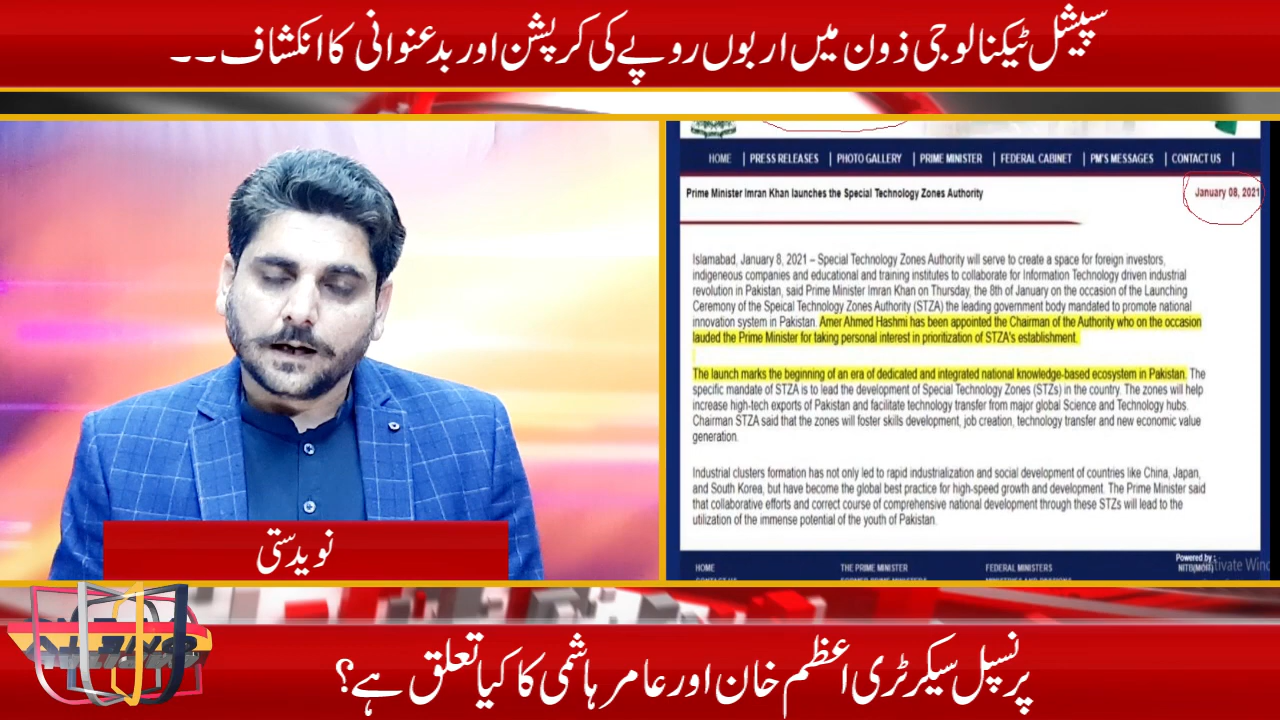 سپیشل ٹیکنالوجی ذون میں اربوں روپے کی کرپشن اور بدعنوانی کا انکشاف۔۔
HOME | PRESS RELEASES | PHOTO GALLERY | PRIME MINISTER | FEDERAL CABINET | PM'S MESSAGES | CONTACT US |
Prime Minister Imran Khan launches the Special Technology Zones Authority January 08, 2021
Islamabad, January 8, 2021 – Special Technology Zones Authority will serve to create a space for foreign investors,
indigeneous companies and educational and training institutes to collaborate for Information Technology driven industrial
revolution in Pakistan, said Prime Minister Imran Khan on Thursday, the 8th of January on the occasion of the Launching
Ceremony of the Speical Technology Zones Authority (STZA) the leading government body mandated to promote national
innovation system in Pakistan. Amer Ahmed Hashmi has been appointed the Chairman of the Authority who on the occasion
lauded the Prime Minister for taking personal interest in prioritization of STZA's establishment.
The launch marks the beginning of an era of dedicated and integrated national knowledge-based ecosystem in Pakistan. The
specific mandate of STZA is to lead the development of Special Technology Zones (STZs) in the country. The zones will help
increase high-tech exports of Pakistan and facilitate technology transfer from major global Science and Technology hubs.
Chairman STZA said that the zones will foster skills development, job creation, technology transfer and new economic value
generation.
Industrial clusters formation has not only led to rapid industrialization and social development of countries like China, Japan,
and South Korea, but have become the global best practice for high-speed growth and development. The Prime Minister said
that collaborative efforts and correct course of comprehensive national development through these STZs will lead to the
utilization of the immense potential of the youth of Pakistan.
HOME THE PRIME MINISTER FEDERAL MINISTERS Powered by :
نوید ستی
پرنسپل سیکرٹری اعظم خان اور عامر ہاشمی کا کیا تعلق ہے؟